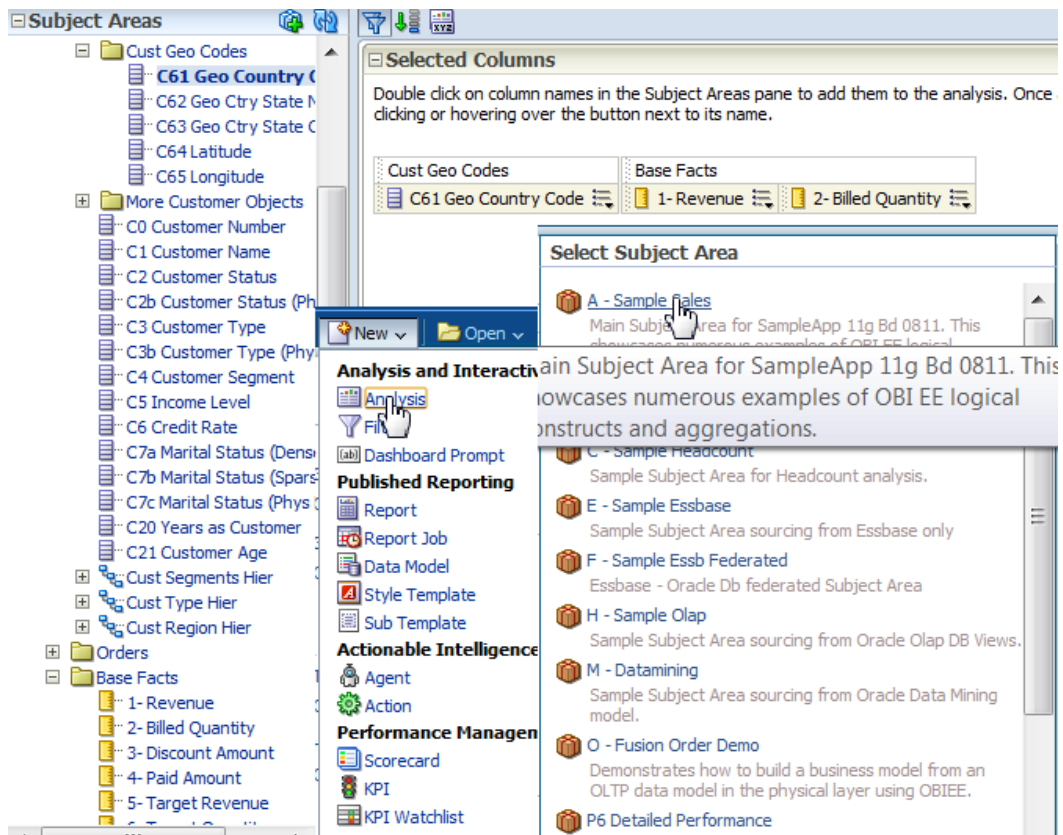 Subject Areas
Cust Geo Codes
C61 Geo Country
C62 Geo Ctry State
C63 Geo Ctry State
C64 Latitude
C65 Longitude
More Customer Objects
C0 Customer Number
C1 Customer Name
C2 Customer Status
C2b Customer Status (Ph
C3 Customer Type
C3b Customer Type (Phy
C4 Customer Segment
C5 Income Level
C6 Credit Rate
C7a Marital Status (Dens
C7b Marital Status (Spars
C7c Marital Status (Phys
C20 Years as Customer
C21 Customer Age
Cust Segments Hier
Cust Type Hier
Cust Region Hier
Orders
Base Facts
1- Revenue
2- Billed Quantity
3- Discount Amount
4- Paid Amount
5- Target Revenue
XYZ
Selected Columns
Double click on column names in the Subject Areas pane to add them to the analysis. Once
clicking or hovering over the button next to its name.
Cust Geo Codes
Base Facts
C61 Geo Country Code
1- Revenue
2- Billed Quantity
New
Open
Analysis and Interactiv
Analysis
Dashboard Prompt
Published Reporting
Report
Report Job
Data Model
Style Template
Sub Template
Actionable Intelligence
Agent
Action
Performance Managen
Scorecard
KPI
KPI Watchlist
Select Subject Area
A - Sample Sales
Main Subject Area for SampleApp 11g Bd 0811. This
ain Subject Area for SampleApp 11g Bd 0811. This
howcases numerous examples of OBI EE logical
onstructs and aggregations.
C - Sample Headcount
Sample Subject Area for Headcount analysis.
E - Sample Essbase
Sample Subject Area sourcing from Essbase only
F - Sample Essb Federated
Essbase - Oracle Db federated Subject Area
H - Sample Olap
Sample Subject Area sourcing from Oracle Olap DB Views.
M - Datamining
Sample Subject Area sourcing from Oracle Data Mining
model.
O - Fusion Order Demo
Demonstrates how to build a business model from an
OLTP data model in the physical layer using OBIEE.
P6 Detailed Performance